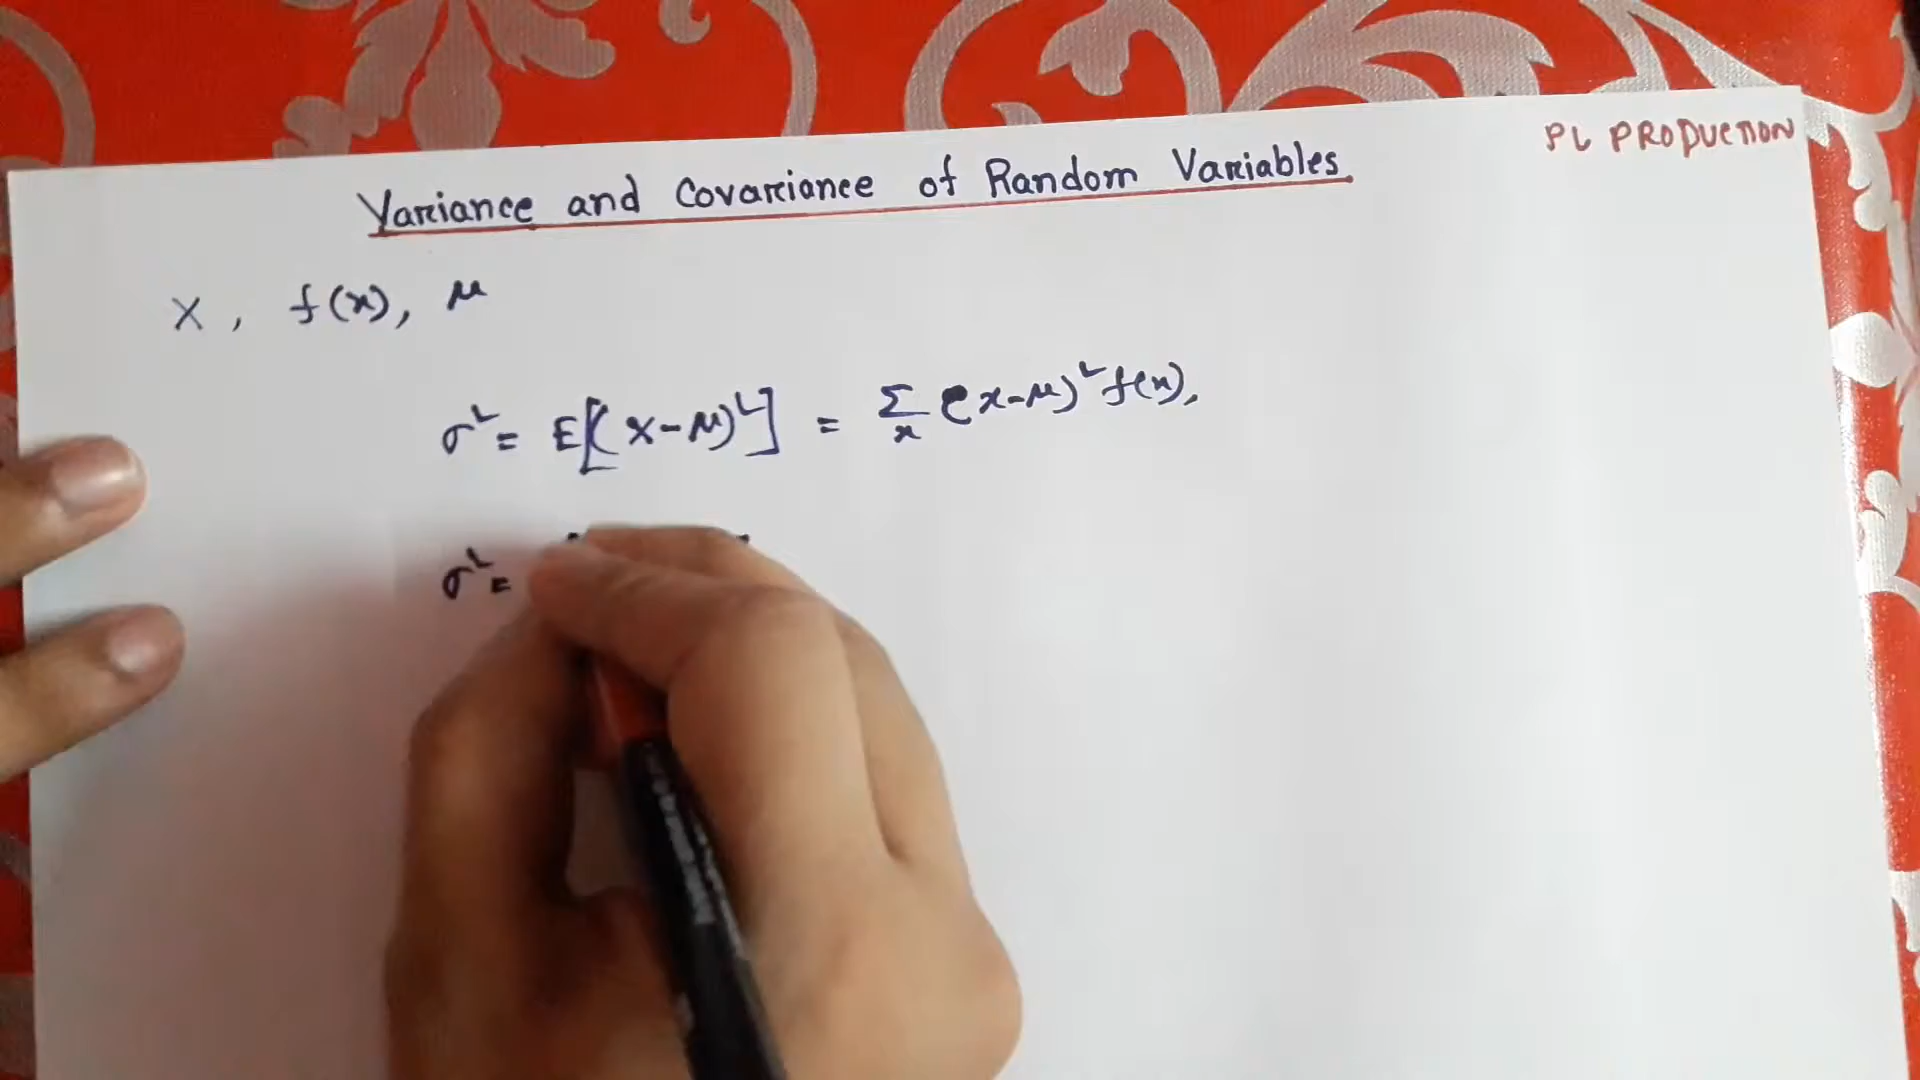 Variance and Covariance of Random Variables.
PL PRODUCTION
X, f(x), μ
σ² = E[(X-μ)²] = Σₓ (x-μ)² f(x),
σ² =